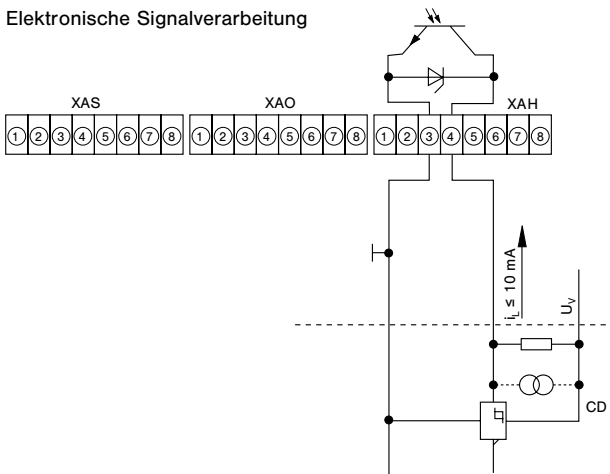 Elektronische Signalverarbeitung
XAS XAO XAH
1 2 3 4 5 6 7 8 1 2 3 4 5 6 7 8 1 2 3 4 5 6 7 8
i_L ≤ 10 mA
U_V
CD